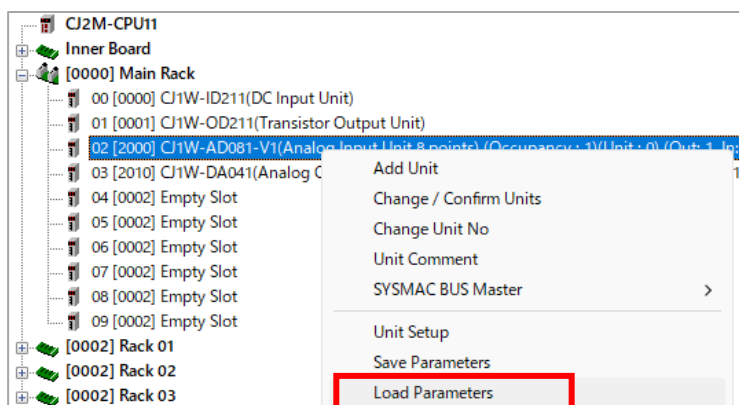 CJ2M-CPU11
Inner Board
[0000] Main Rack
00 [0000] CJ1W-ID211(DC Input Unit)
01 [0001] CJ1W-OD211(Transistor Output Unit)
02 [2000] CJ1W-AD081-V1(Analog Input Unit 8 points) (Occupancy : 1)(Unit : 0) (Out: 1, In:
03 [2010] CJ1W-DA041(Analog
04 [0002] Empty Slot
05 [0002] Empty Slot
06 [0002] Empty Slot
07 [0002] Empty Slot
08 [0002] Empty Slot
09 [0002] Empty Slot
[0002] Rack 01
[0002] Rack 02
[0002] Rack 03
Add Unit
Change / Confirm Units
Change Unit No
Unit Comment
SYSMAC BUS Master
Unit Setup
Save Parameters
Load Parameters